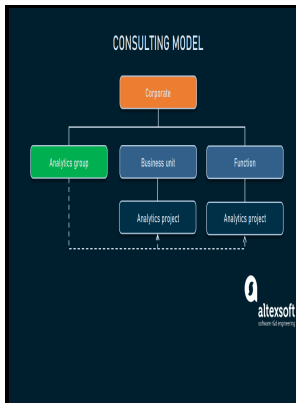 CONSULTING MODEL
Corporate
Analytics group
Business unit
Function
Analytics project
Analytics project
altexsoft
software r&d engineering